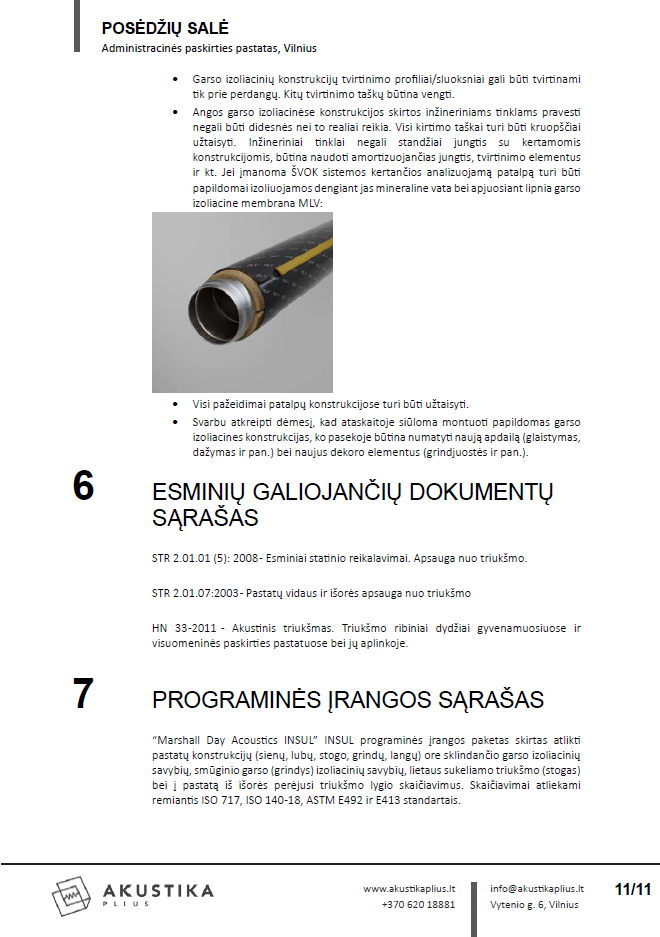 POSĖDŽIŲ SALĖ
Administracinės paskirties pastatas, Vilnius
• Garso izoliacinių konstrukcijų tvirtinimo profiliai/sluoksniai gali būti tvirtinami
tik prie perdangų. Kitų tvirtinimo taškų būtina vengti.
• Angos garso izoliacinėse konstrukcijos skirtos inžineriniams tinklams pravesti
negali būti didesnės nei to realiai reikia. Visi kirtimo taškai turi būti kruopščiai
užtaisyti. Inžineriniai tinklai negali standžiai jungtis su kertamomis
konstrukcijomis, būtina naudoti amortizuojančias jungtis, tvirtinimo elementus
ir kt. Jei įmanoma ŠVOK sistemos kertančios analizuojamą patalpą turi būti
papildomai izoliuojamos dengiant jas mineraline vata bei apjuosiant lipnia garso
izoliacine membrana MLV:
• Visi pažeidimai patalpų konstrukcijose turi būti užtaisyti.
• Svarbu atkreipti dėmesį, kad ataskaitoje siūloma montuoti papildomas garso
izoliacines konstrukcijas, ko pasekoje būtina numatyti naują apdailą (glaistymas,
dažymas ir pan.) bei naujus dekoro elementus (grindjuostės ir pan.).
6 ESMINIŲ GALIOJANČIŲ DOKUMENTŲ
SĄRAŠAS
STR 2.01.01 (5): 2008- Esminiai statinio reikalavimai. Apsauga nuo triukšmo.
STR 2.01.07:2003- Pastatų vidaus ir išorės apsauga nuo triukšmo
HN 33-2011 - Akustinis triukšmas. Triukšmo ribiniai dydžiai gyvenamuosiuose ir
visuomeninės paskirties pastatuose bei jų aplinkoje.
7 PROGRAMINĖS ĮRANGOS SĄRAŠAS
“Marshall Day Acoustics INSUL” INSUL programinės įrangos paketas skirtas atlikti
pastatų konstrukcijų (sienų, lubų, stogo, grindų, langų) ore sklindančio garso izoliacinių
savybių, smūginio garso (grindys) izoliacinių savybių, lietaus sukeliamo triukšmo (stogas)
bei į pastatą iš išorės perėjusi triukšmo lygio skaičiavimus. Skaičiavimai atliekami
remiantis ISO 717, ISO 140-18, ASTM E492 ir E413 standartais.
AKUSTIKA
PLIUS
www.akustikaplius.lt
+370 620 18881
info@akustikaplius.lt
Vytenio g. 6, Vilnius
11/11